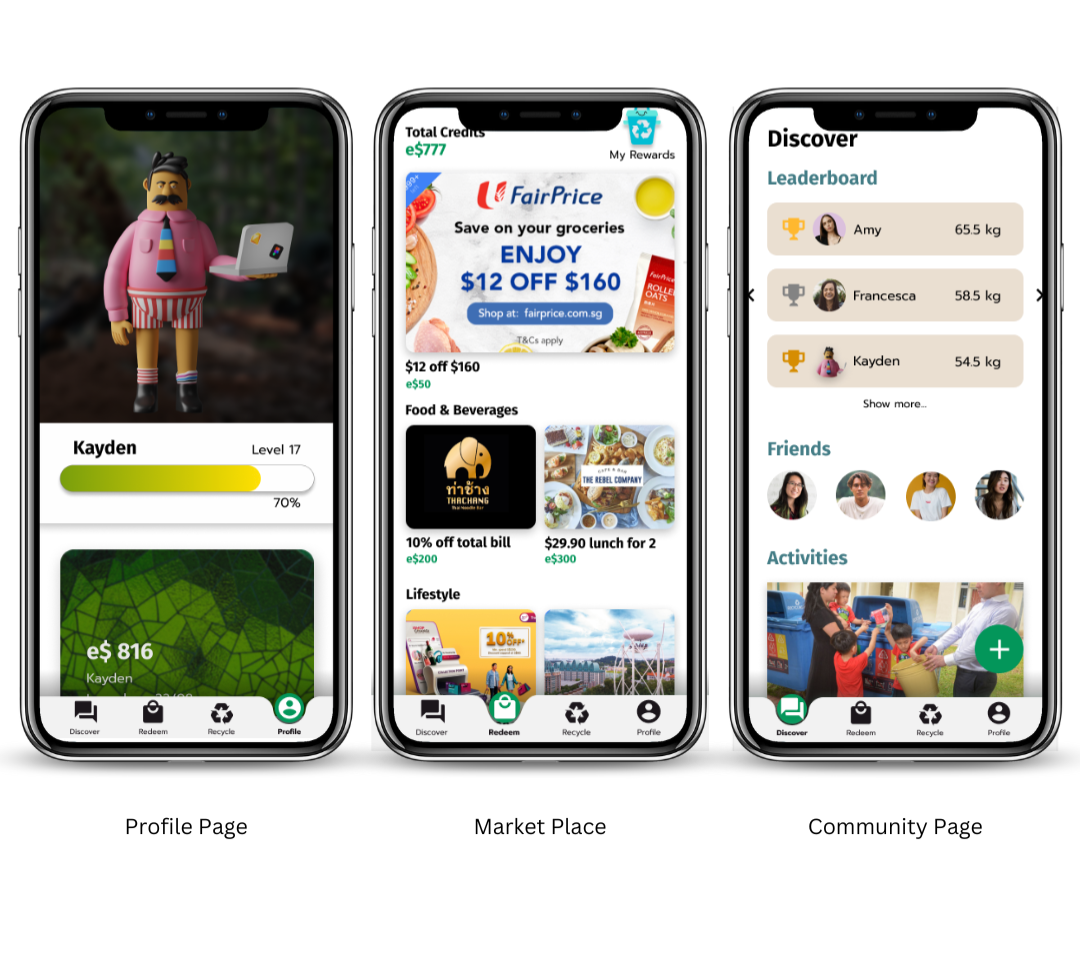 Kayden
Level 17
70%
e$ 816
Kayden
Discover
Redeem
Recycle
Profile
Profile Page
Total Credits
e$777
My Rewards
FairPrice
Save on your groceries
ENJOY
$12 OFF $160
Shop at: fairprice.com.sg
T&Cs apply
FairPrice
ROLLED
OATS
$12 off $160
e$50
Food & Beverages
ท่าช้าง
THACHANG
CAFE & BAR
THE REBEL COMPANY
10% off total bill
e$200
$29.90 lunch for 2
e$300
Lifestyle
10%
OFF*
Discover
Redeem
Recycle
Profile
Market Place
Discover
Leaderboard
Amy
65.5 kg
Francesca
58.5 kg
Kayden
54.5 kg
Show more...
Friends
Activities
Discover
Redeem
Recycle
Profile
Community Page